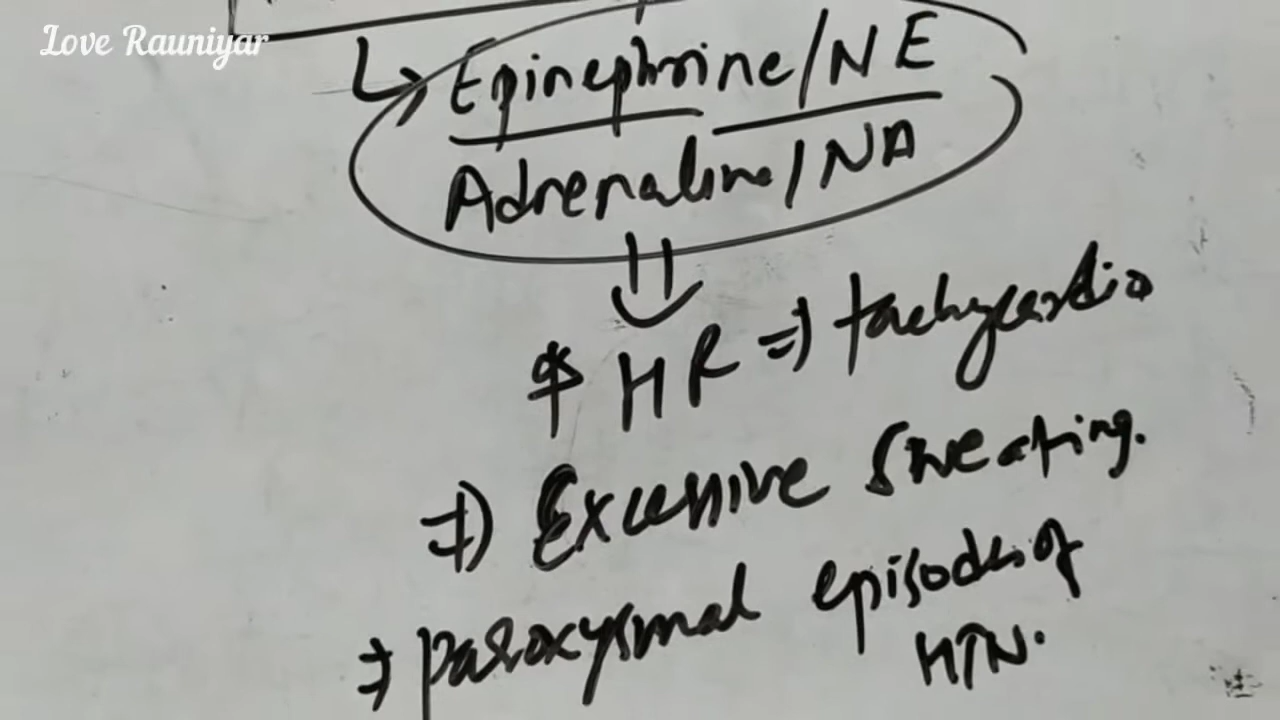 Love Rauniyar
↳ Epinephrine/NE
Adrenaline/NA
⇓
↑ HR ⇒ tachycardia
⇒ Excessive Sweating.
⇒ paroxysmal episodes of
HTN.